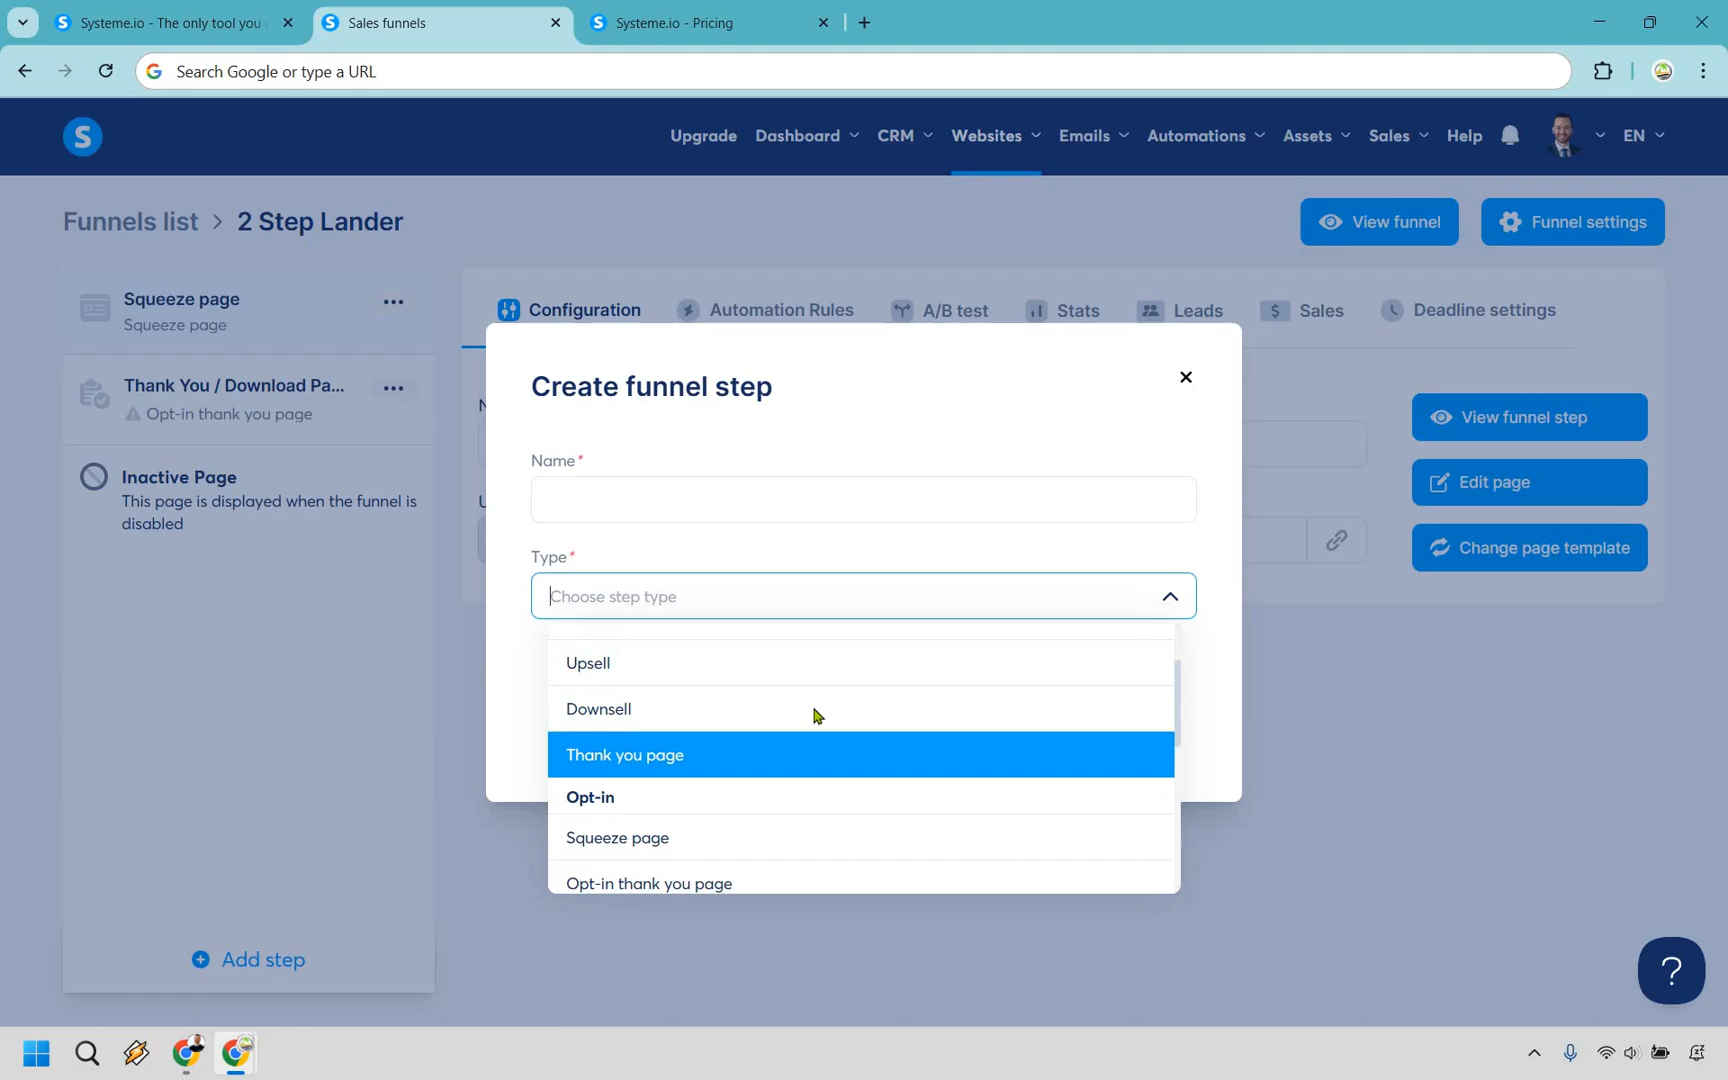 Systeme.io - The only tool you
Sales funnels
Systeme.io - Pricing
Search Google or type a URL
S
Upgrade
Dashboard
CRM
Websites
Emails
Automations
Assets
Sales
Help
EN
Funnels list > 2 Step Lander
View funnel
Funnel settings
Squeeze page
Squeeze page
Thank You / Download Pa...
Opt-in thank you page
Inactive Page
This page is displayed when the funnel is
disabled
Add step
Configuration
Automation Rules
A/B test
Stats
Leads
Sales
Deadline settings
View funnel step
Edit page
Change page template
Create funnel step
Name*
Type*
Choose step type
Upsell
Downsell
Thank you page
Opt-in
Squeeze page
Opt-in thank you page
?